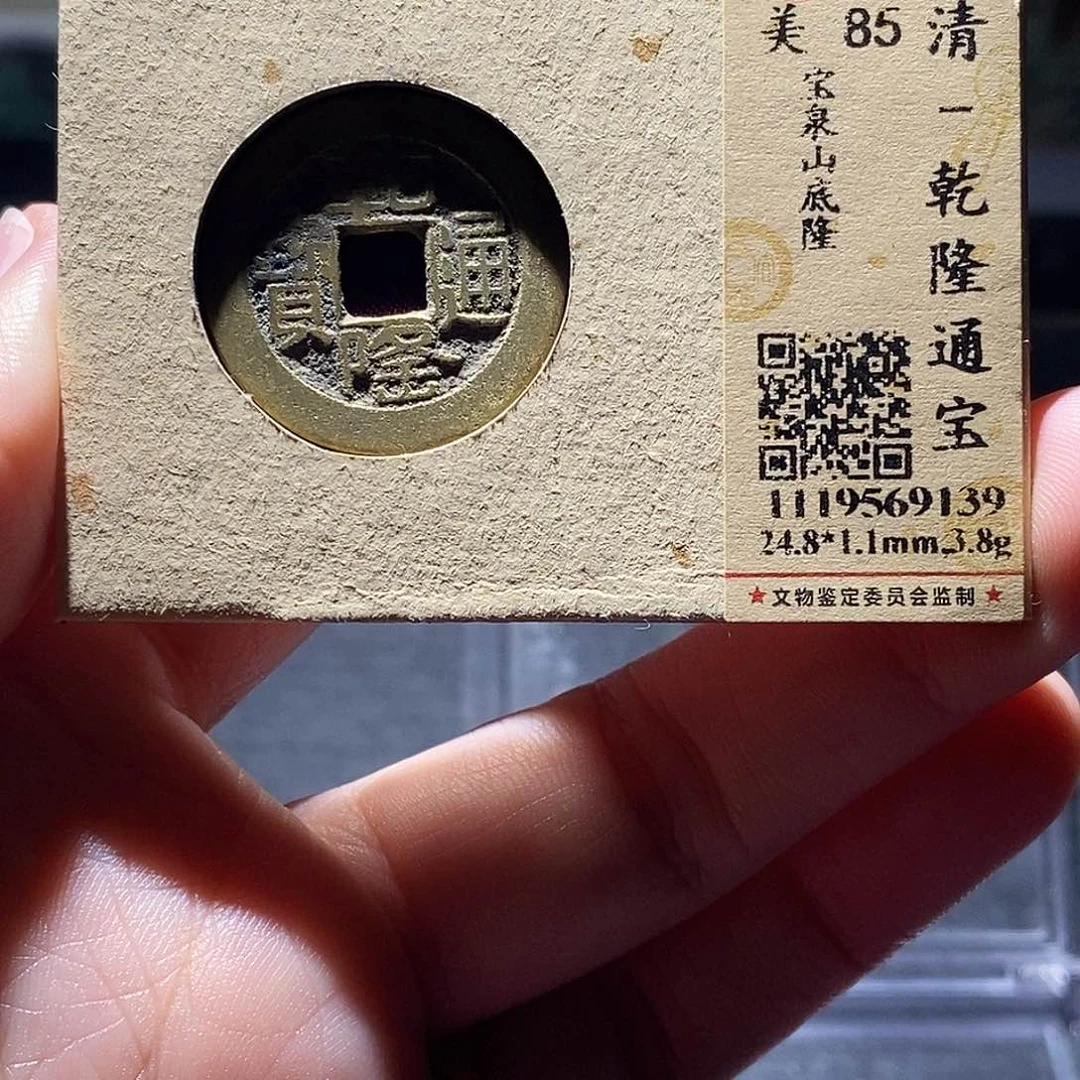 乾隆通寳
清一乾隆通宝
美 85
宝泉山底隆
1119569139
24.8*1.1mm,3.8g
★文物鉴定委员会监制★